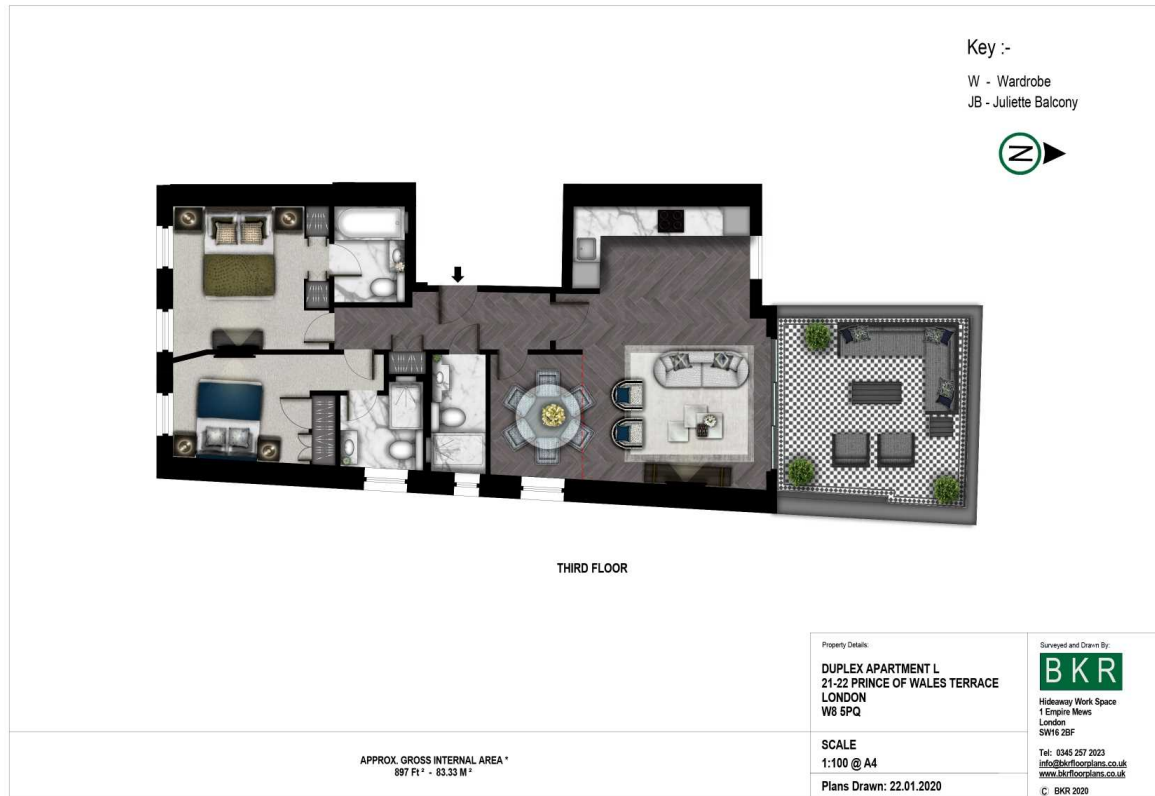 Key :-
W - Wardrobe
JB - Juliette Balcony
N
THIRD FLOOR
APPROX. GROSS INTERNAL AREA *
897 Ft ² - 83.33 M ²
Property Details:
DUPLEX APARTMENT L
21-22 PRINCE OF WALES TERRACE
LONDON
W8 5PQ
SCALE
1:100 @ A4
Plans Drawn: 22.01.2020
Surveyed and Drawn By:
BKR
Hideaway Work Space
1 Empire Mews
London
SW16 2BF
Tel: 0345 257 2023
info@bkrfloorplans.co.uk
www.bkrfloorplans.co.uk
© BKR 2020